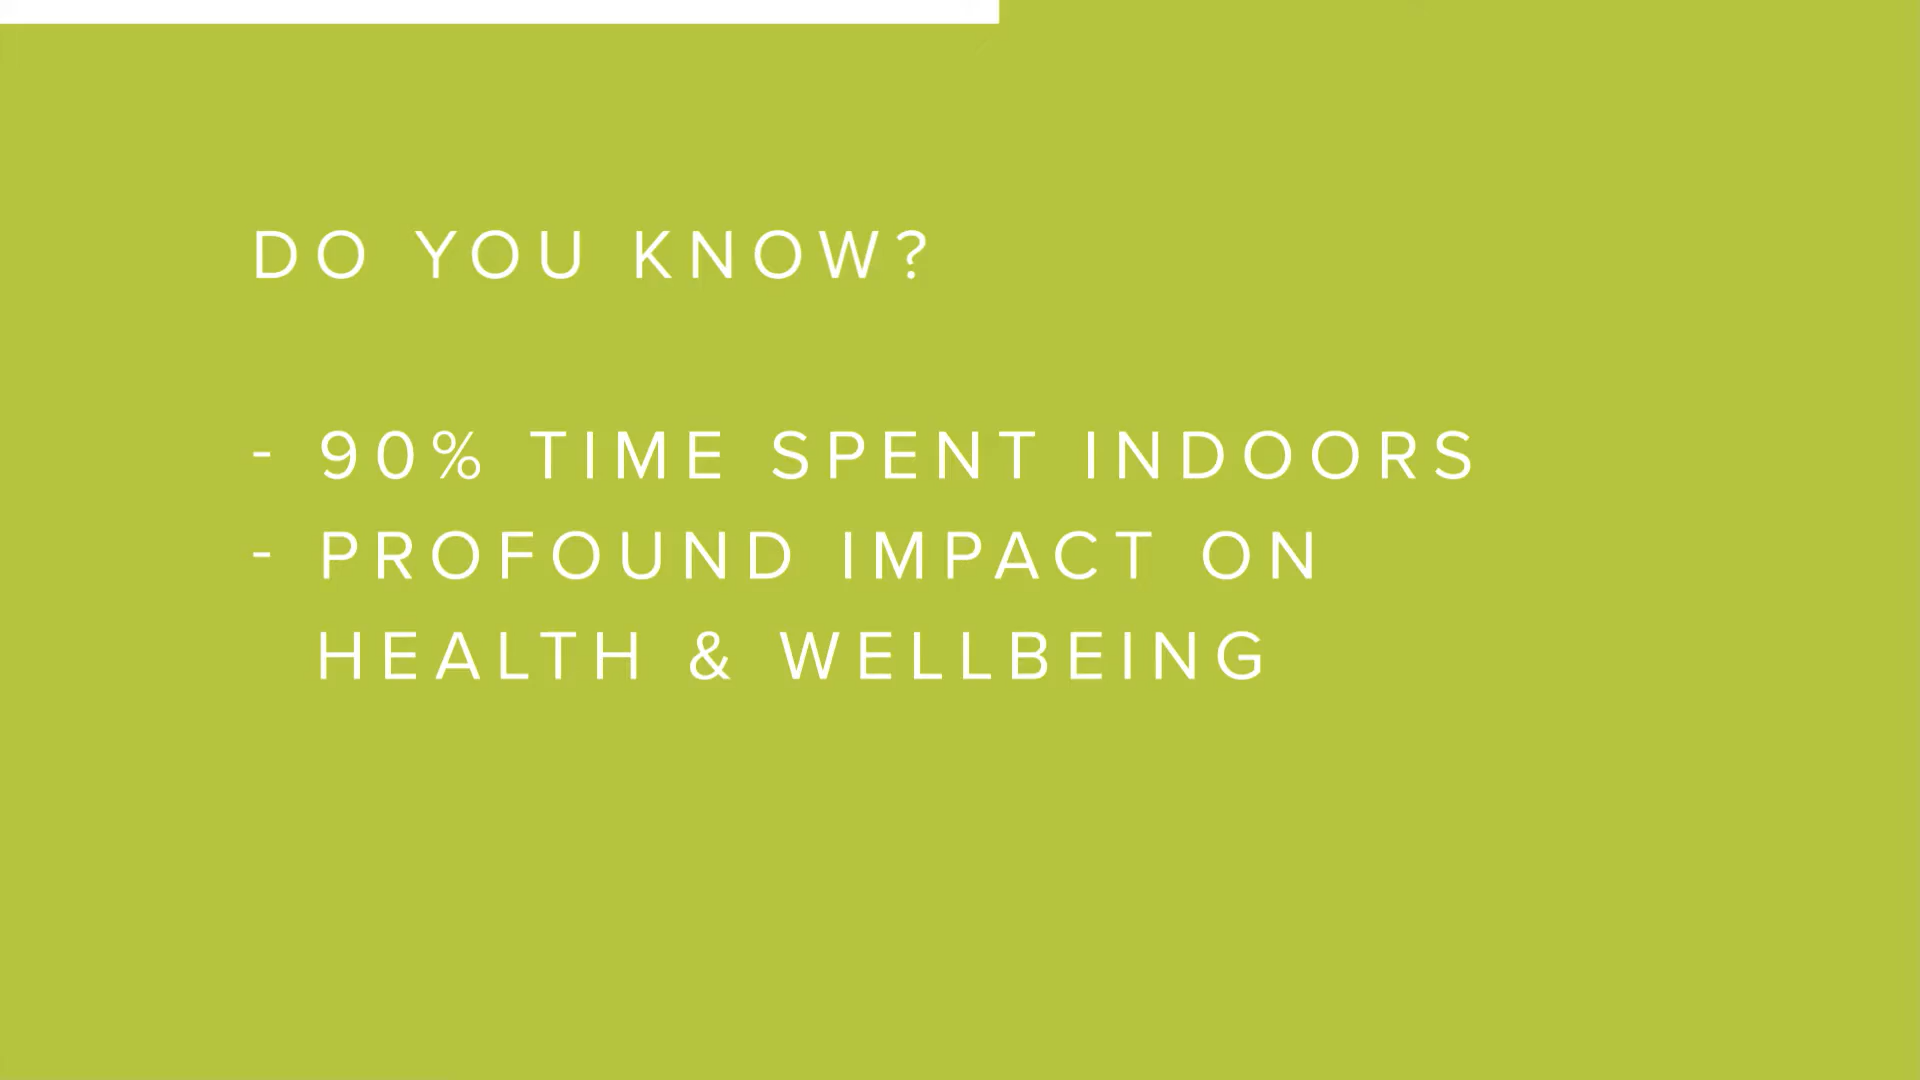 DO YOU KNOW?
- 90% TIME SPENT INDOORS
- PROFOUND IMPACT ON
HEALTH & WELLBEING